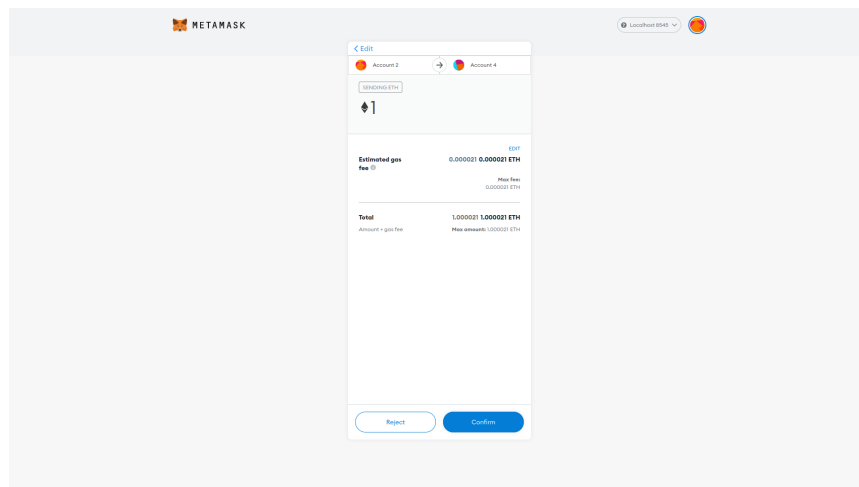 METAMASK
Localhost 8545
Edit
Account 2
Account 4
SENDING ETH
1
EDIT
Estimated gas fee 0.000021 0.000021 ETH
Max fee:
0.000021 ETH
Total 1.000021 1.000021 ETH
Amount + gas fee Max amount: 1.000021 ETH
Reject
Confirm